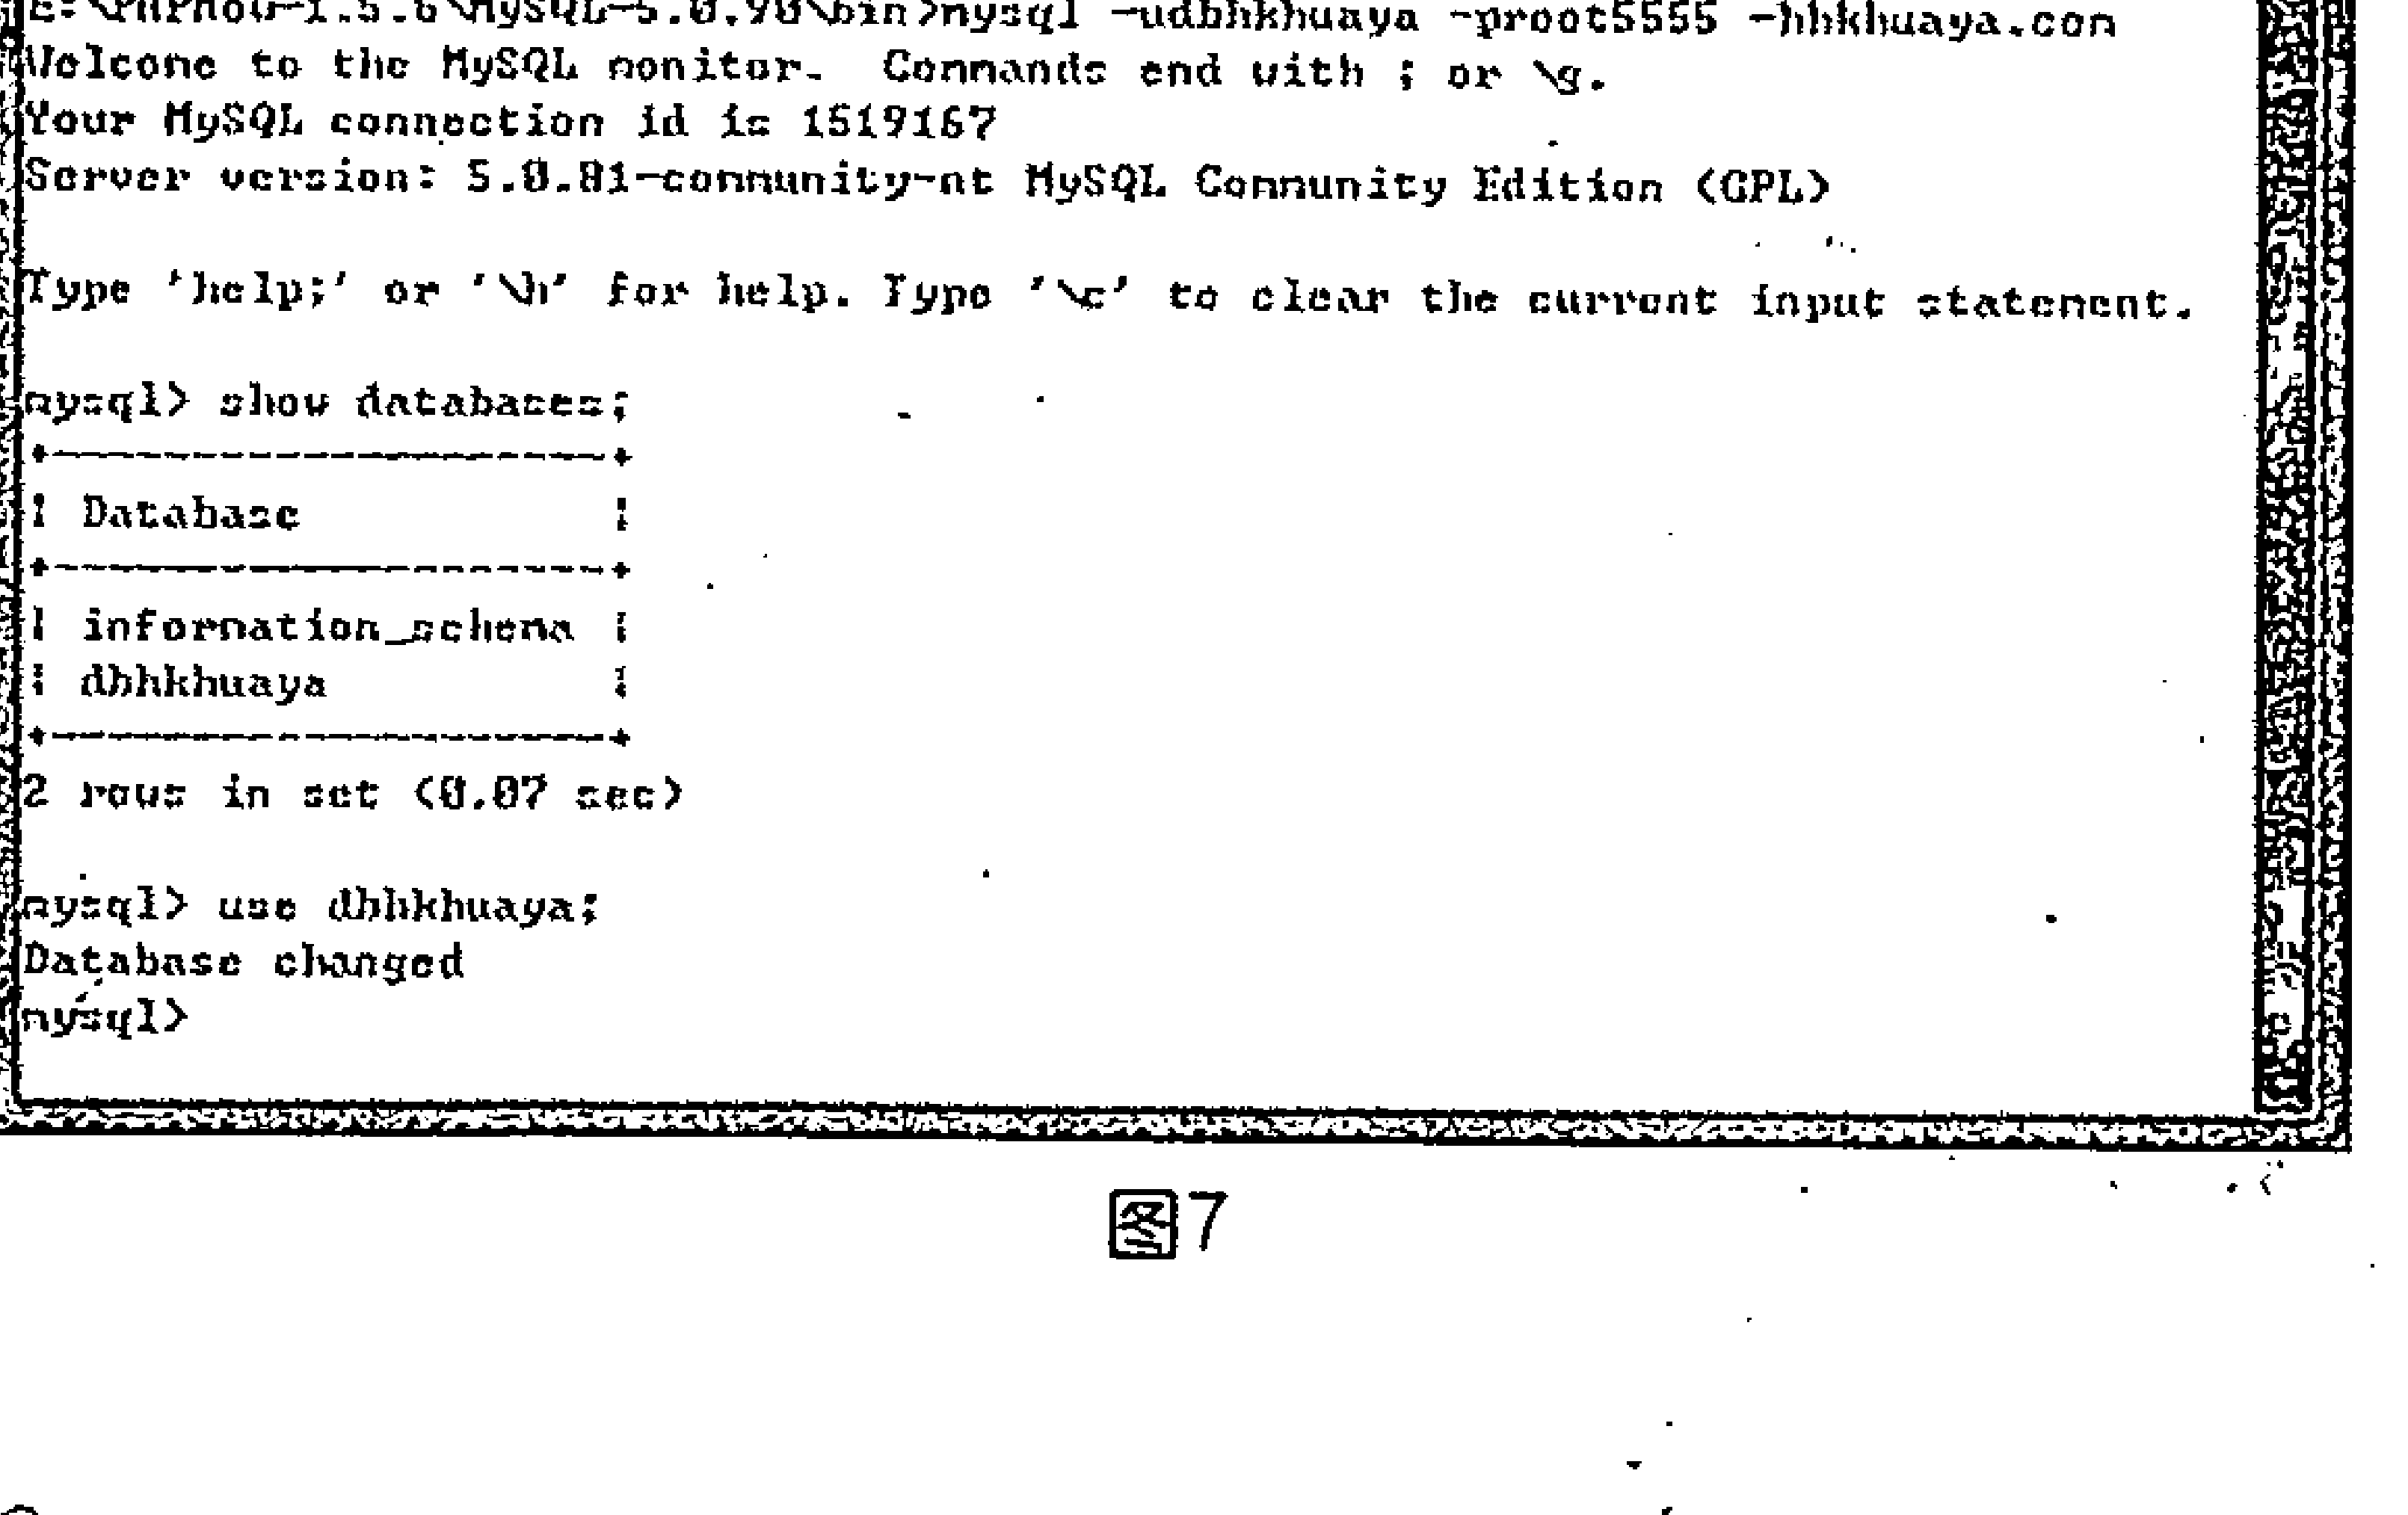 E:\PHPnow-1.5.6\MySQL-5.0.90\bin>mysql -udbhkhuaya -proot5555 -hhkhuaya.com
Welcome to the MySQL monitor.  Commands end with ; or \g.
Your MySQL connection id is 1519167
Server version: 5.0.81-community-nt MySQL Community Edition (GPL)
Type 'help;' or '\h' for help. Type '\c' to clear the current input statement.
mysql> show databases;
+--------------------+
| Database           |
+--------------------+
| information_schema |
| dbhkhuaya          |
+--------------------+
2 rows in set (0.07 sec)
mysql> use dbhkhuaya;
Database changed
mysql>
图7